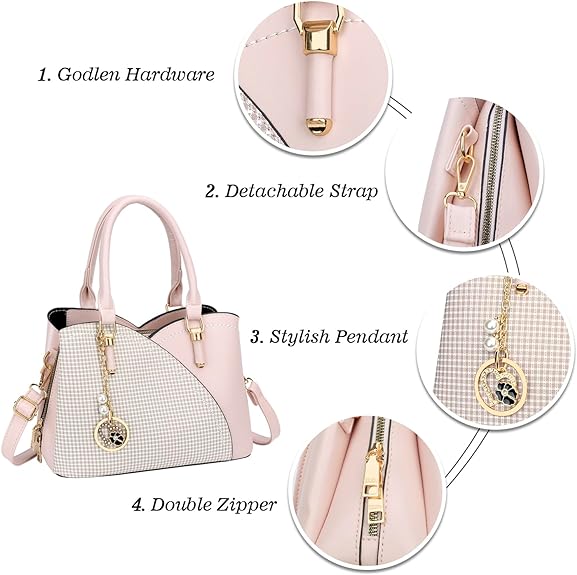 1. Godlen Hardware
2. Detachable Strap
3. Stylish Pendant
4. Double Zipper